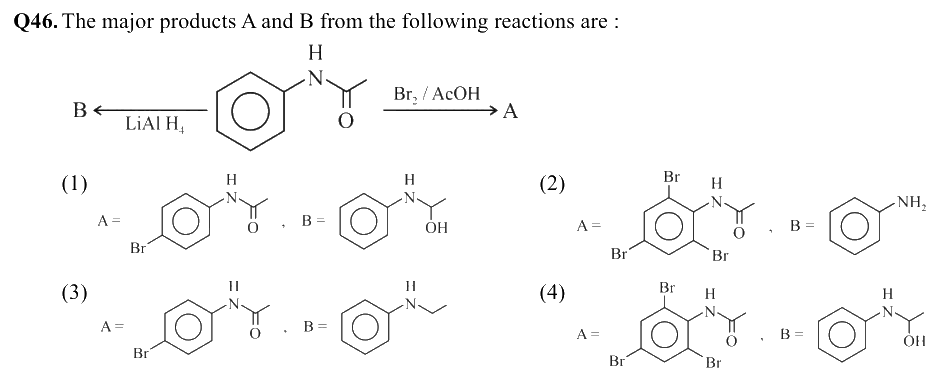 Q46. The major products A and B from the following reactions are :
H
N
O
B
LiAl H₄
Br₂ / AcOH
A
(1)
A =
H
N
O
Br
,
B =
H
N
OH
(2)
A =
Br
H
N
O
Br
Br
,
B =
NH₂
(3)
A =
H
N
O
Br
.
B =
H
N
(4)
A =
Br
H
N
O
Br
Br
.
B =
H
N
OH